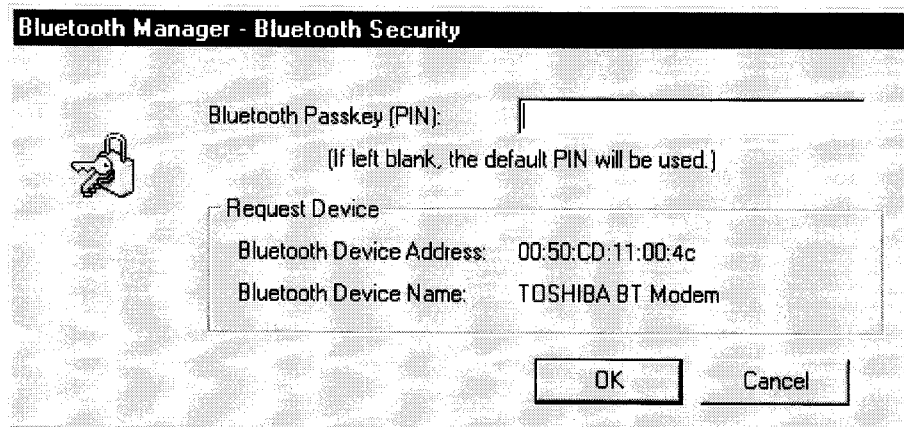 Bluetooth Manager - Bluetooth Security
Bluetooth Passkey (PIN):
(If left blank, the default PIN will be used.)
Request Device
Bluetooth Device Address: 00:50:CD:11:00:4c
Bluetooth Device Name: TOSHIBA BT Modem
OK Cancel